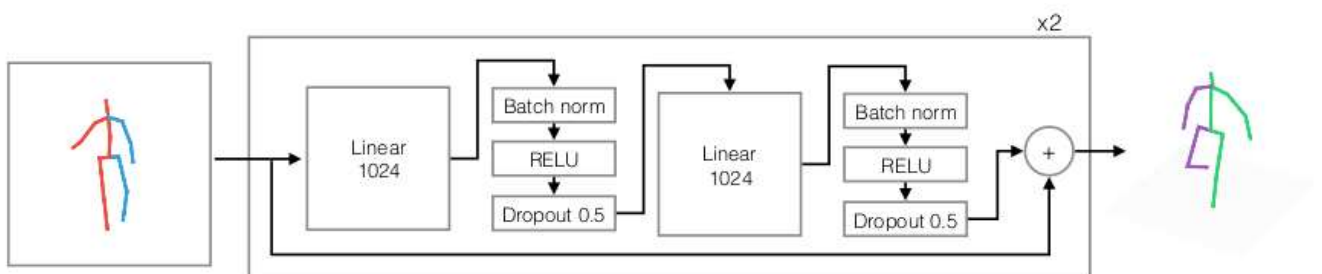 x2
Linear
1024
Batch norm
RELU
Dropout 0.5
Linear
1024
Batch norm
RELU
Dropout 0.5
+